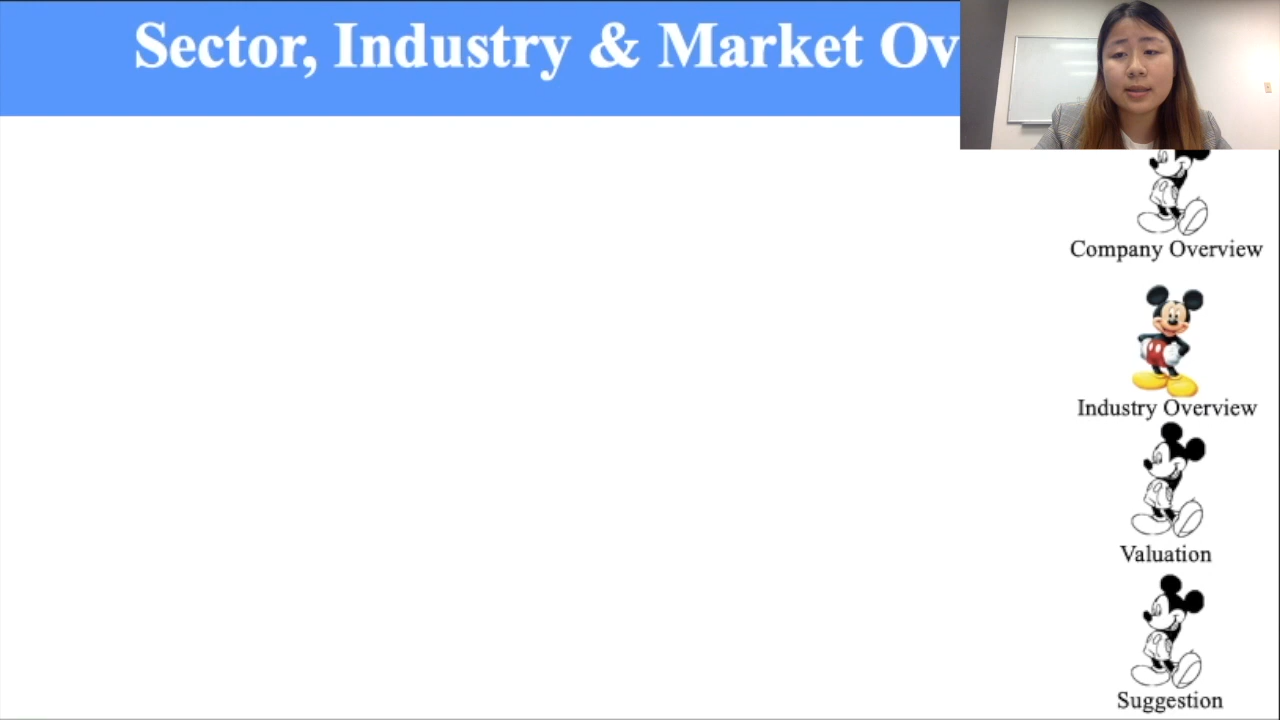 Sector, Industry & Market Ov
Company Overview
Industry Overview
Valuation
Suggestion